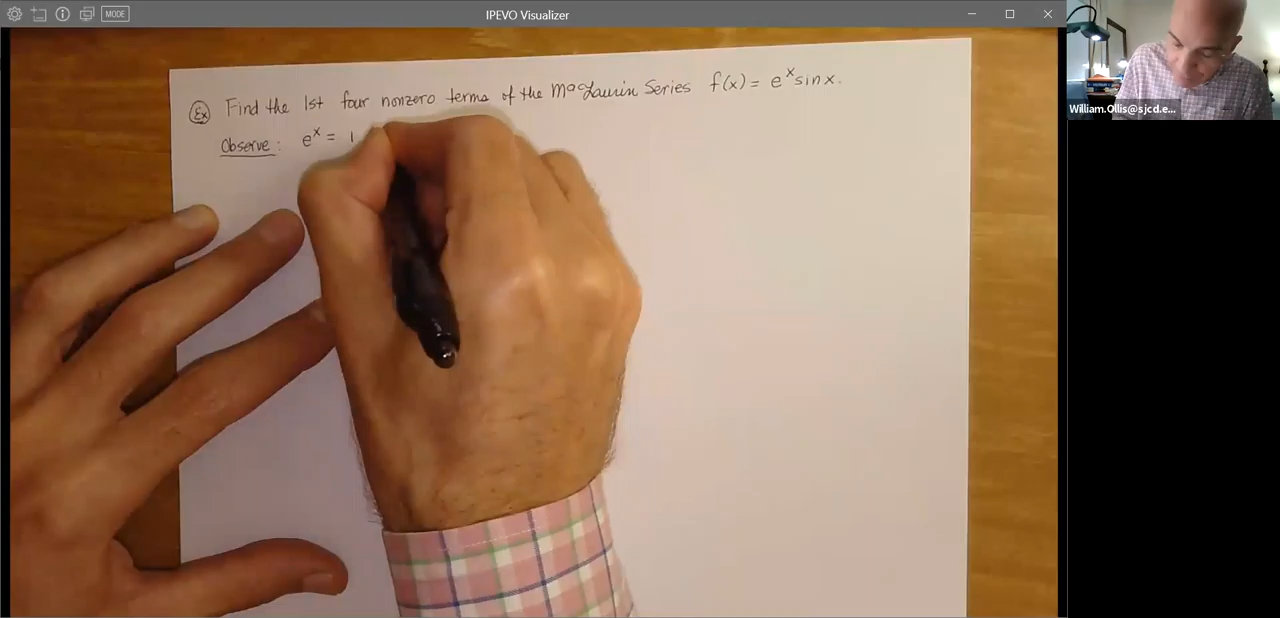 MODE
IPEVO Visualizer
Ex Find the 1st four nonzero terms of the MacLaurin Series f(x) = e^x sin x.
Observe: e^x = 1
William.Ollis@sjcd.e...